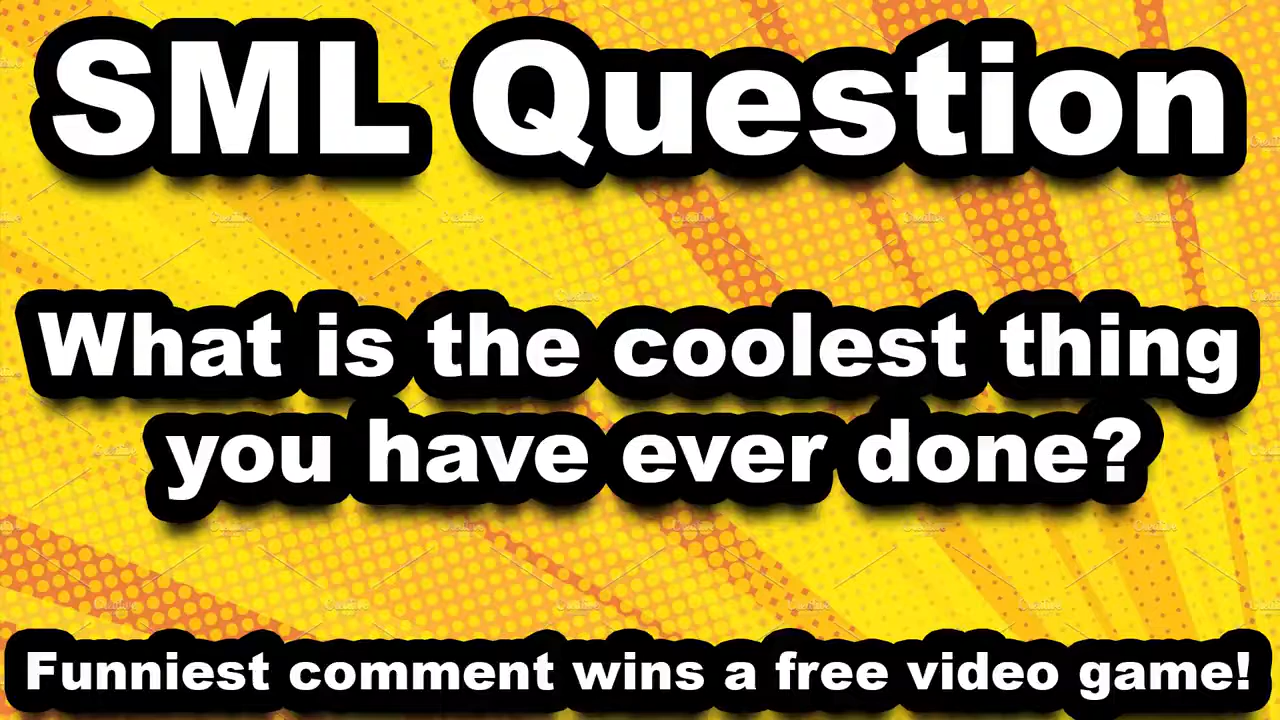 SML Question
What is the coolest thing
you have ever done?
Funniest comment wins a free video game!